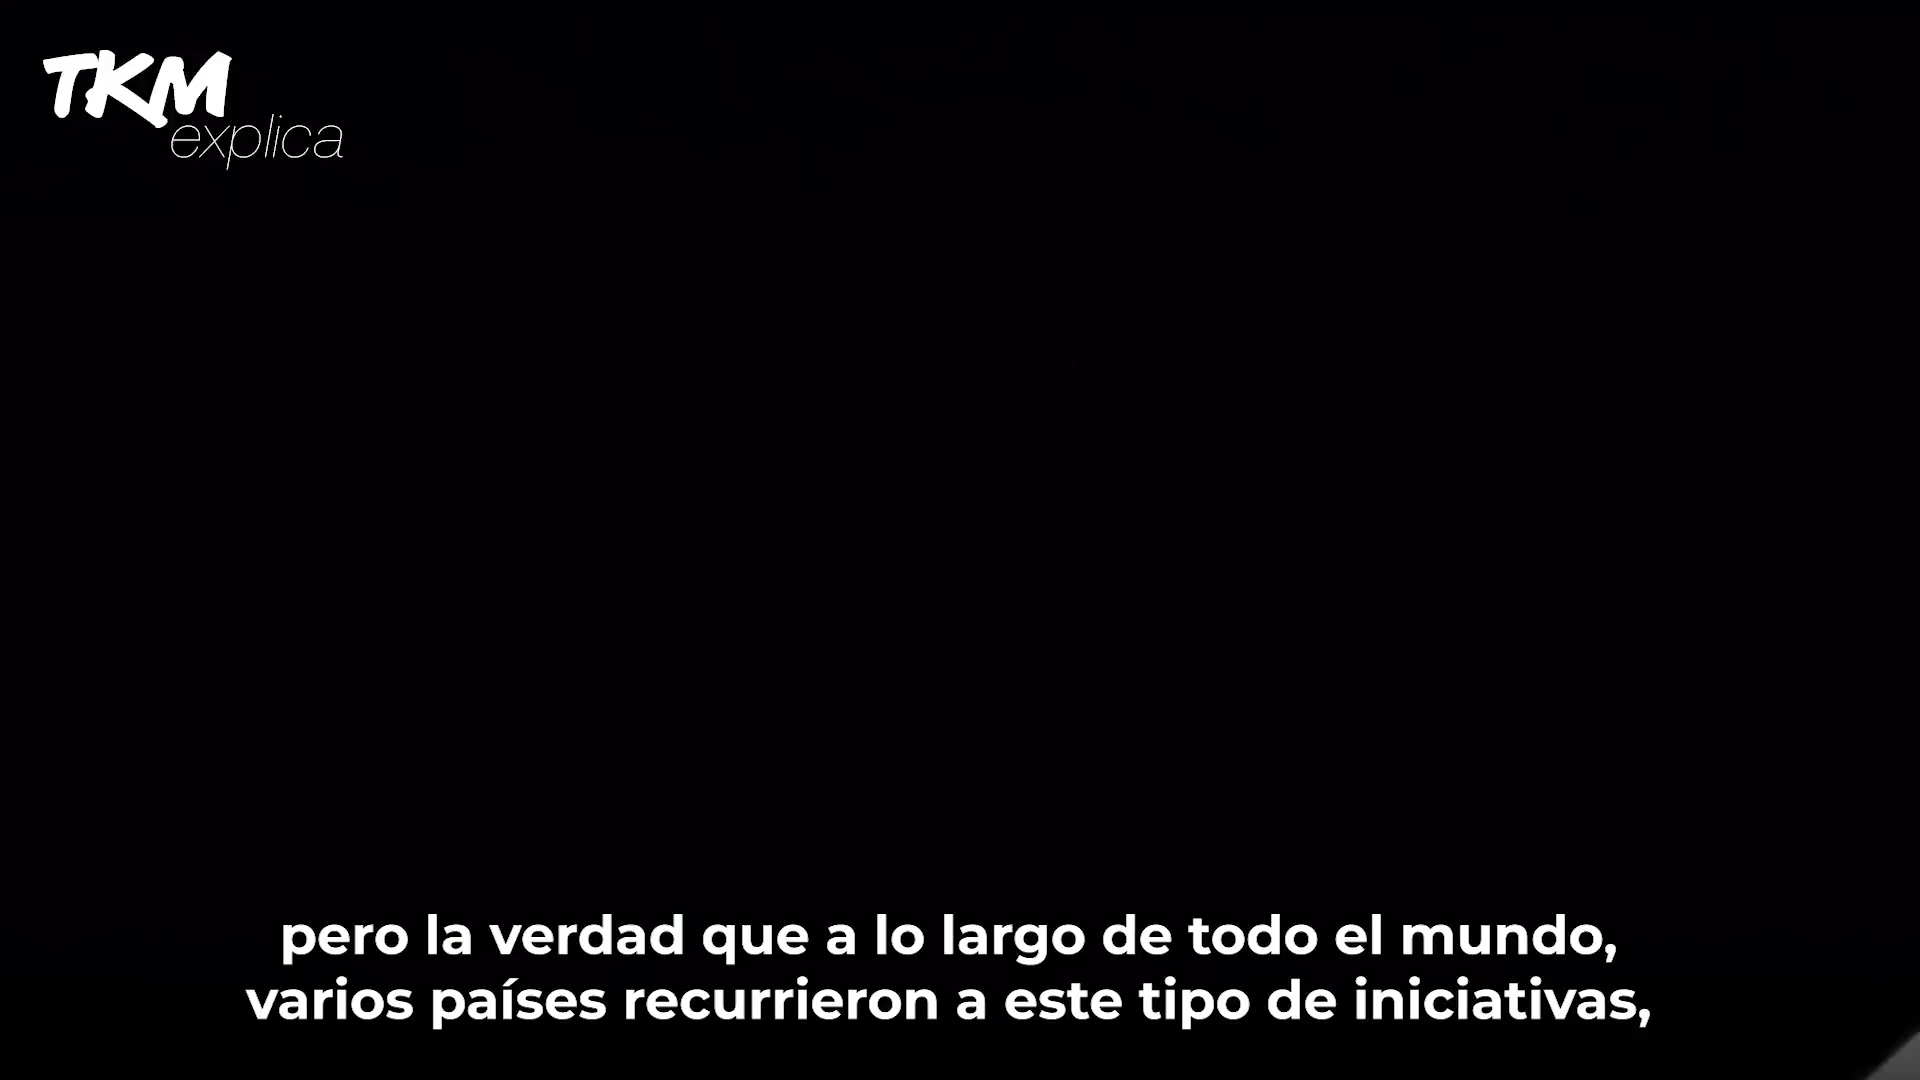 TKM
explica
pero la verdad que a lo largo de todo el mundo,
varios países recurrieron a este tipo de iniciativas,